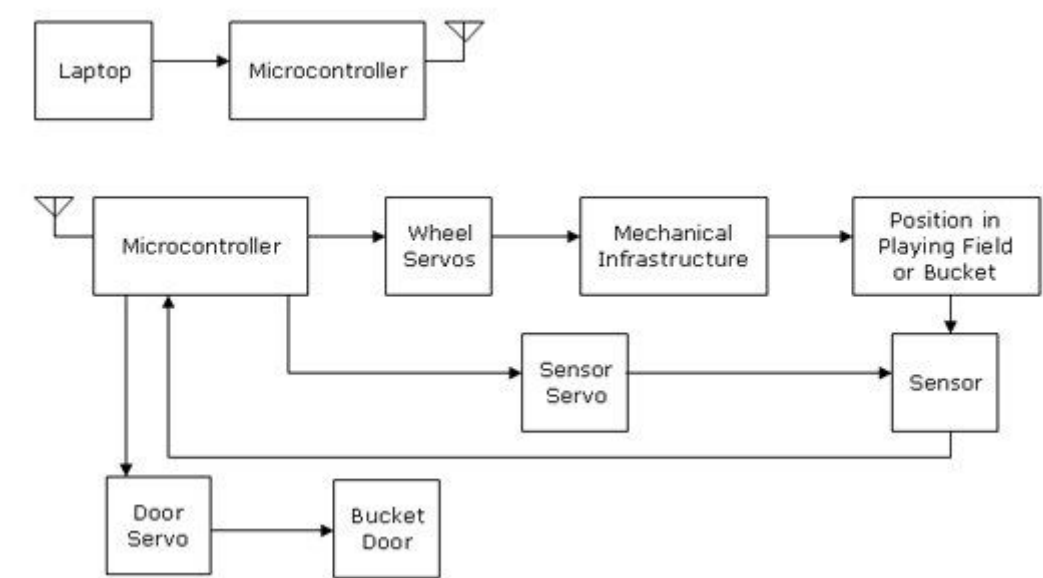 Laptop
Microcontroller
Microcontroller
Wheel
Servos
Mechanical
Infrastructure
Position in
Playing Field
or Bucket
Sensor
Servo
Sensor
Door
Servo
Bucket
Door